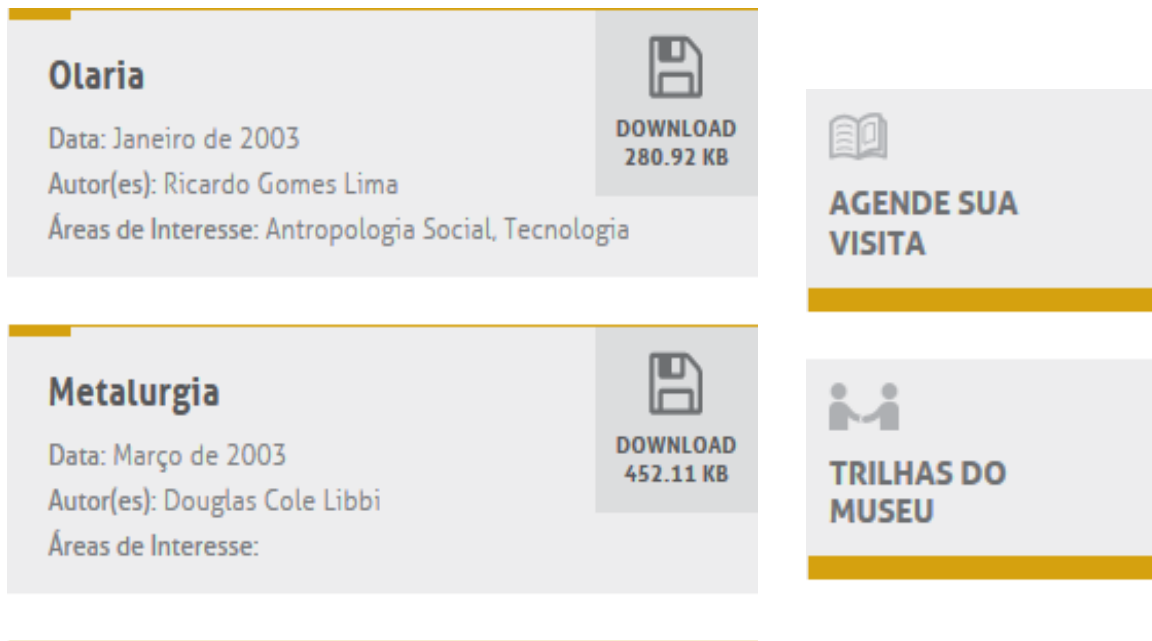 Olaria
Data: Janeiro de 2003
Autor(es): Ricardo Gomes Lima
Áreas de Interesse: Antropologia Social, Tecnologia
DOWNLOAD
280.92 KB
Metalurgia
Data: Março de 2003
Autor(es): Douglas Cole Libbi
Áreas de Interesse:
DOWNLOAD
452.11 KB
AGENDE SUA
VISITA
TRILHAS DO
MUSEU